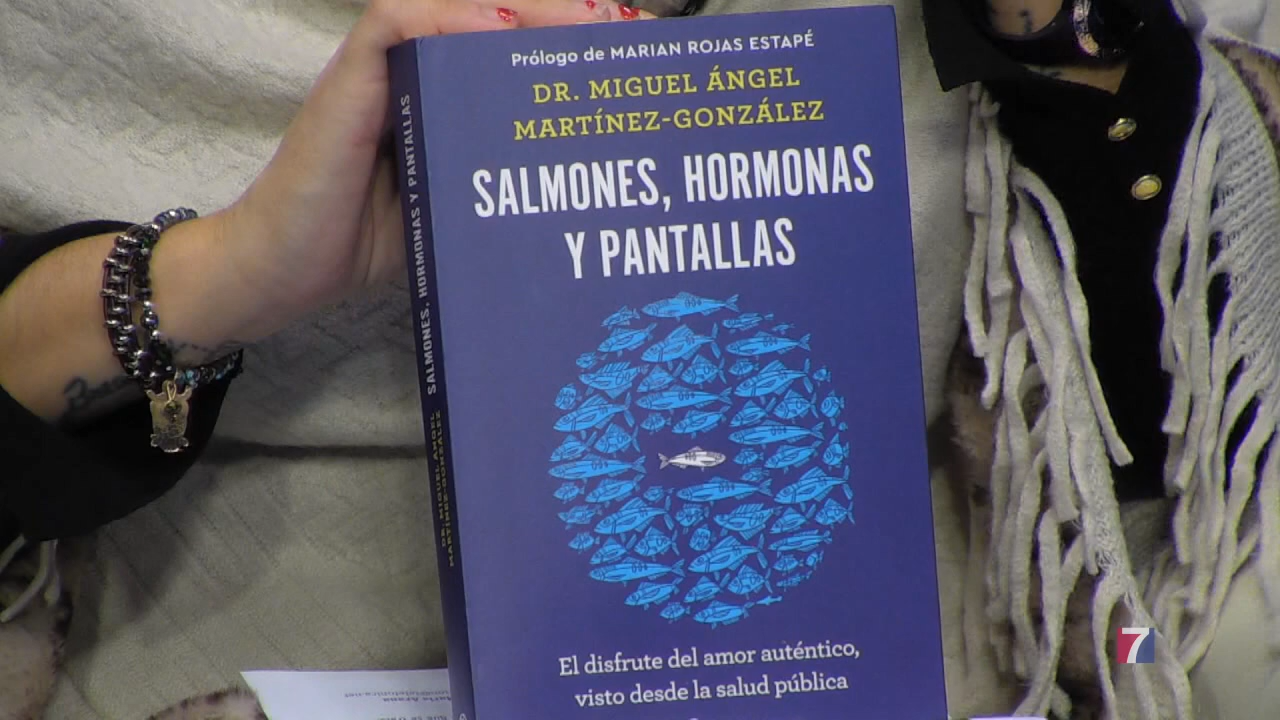 Prólogo de MARIAN ROJAS ESTAPÉ
DR. MIGUEL ÁNGEL
MARTÍNEZ-GONZÁLEZ
SALMONES, HORMONAS
Y PANTALLAS
El disfrute del amor auténtico,
visto desde la salud pública
SALMONES, HORMONAS Y PANTALLAS
DR. MIGUEL ÁNGEL
MARTÍNEZ-GONZÁLEZ
7